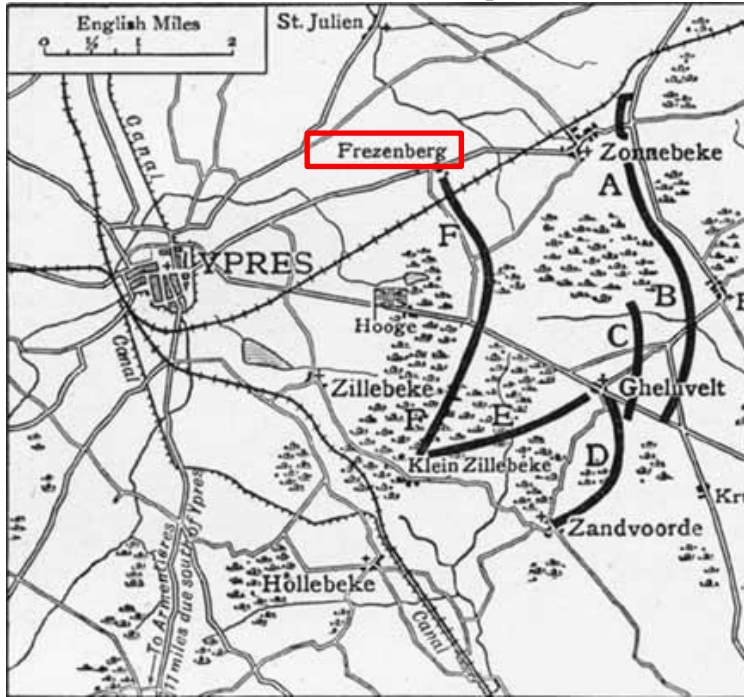 English Miles
0 ½ 1 2
St. Julien
Canal
Frezenberg
Zonnebeke
A
F
YPRES
B
Hooge
C
Canal
Zillebeke
Gheluvelt
F
E
Klein Zillebeke
D
Kr
Zandvoorde
Hollebeke
To Armentières
11 miles due south of Ypres
Canal